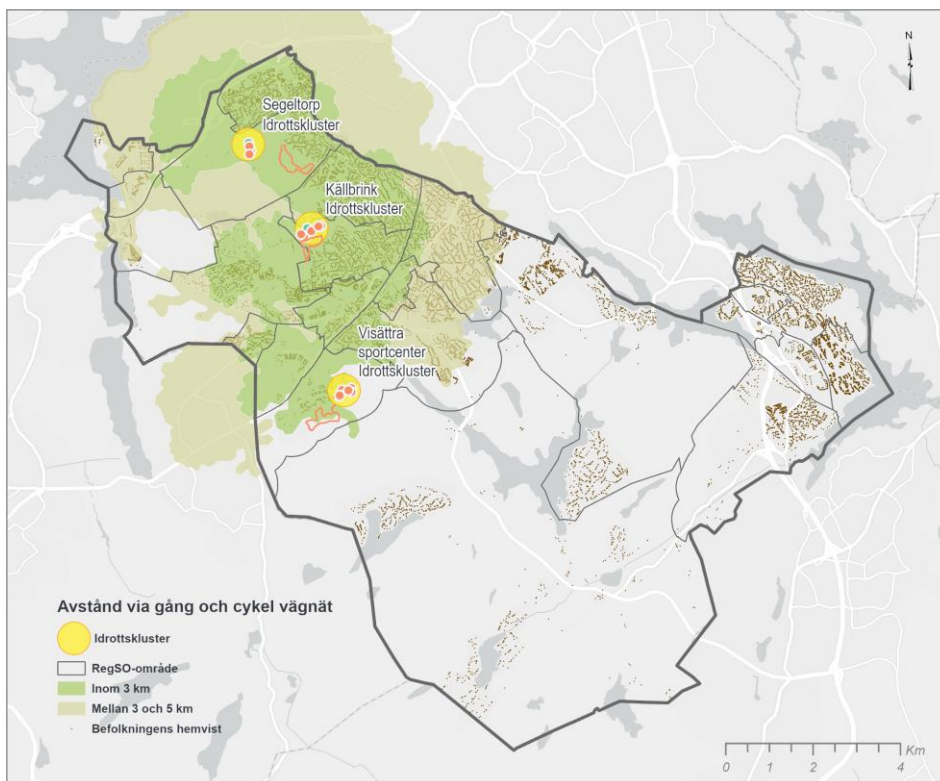 N
Segeltorp
Idrottskluster
Källbrink
Idrottskluster
Visättra
sportcenter
Idrottskluster
Avstånd via gång och cykel vägnät
Idrottskluster
RegSO-område
Inom 3 km
Mellan 3 och 5 km
Befolkningens hemvist
Km
0 1 2 4